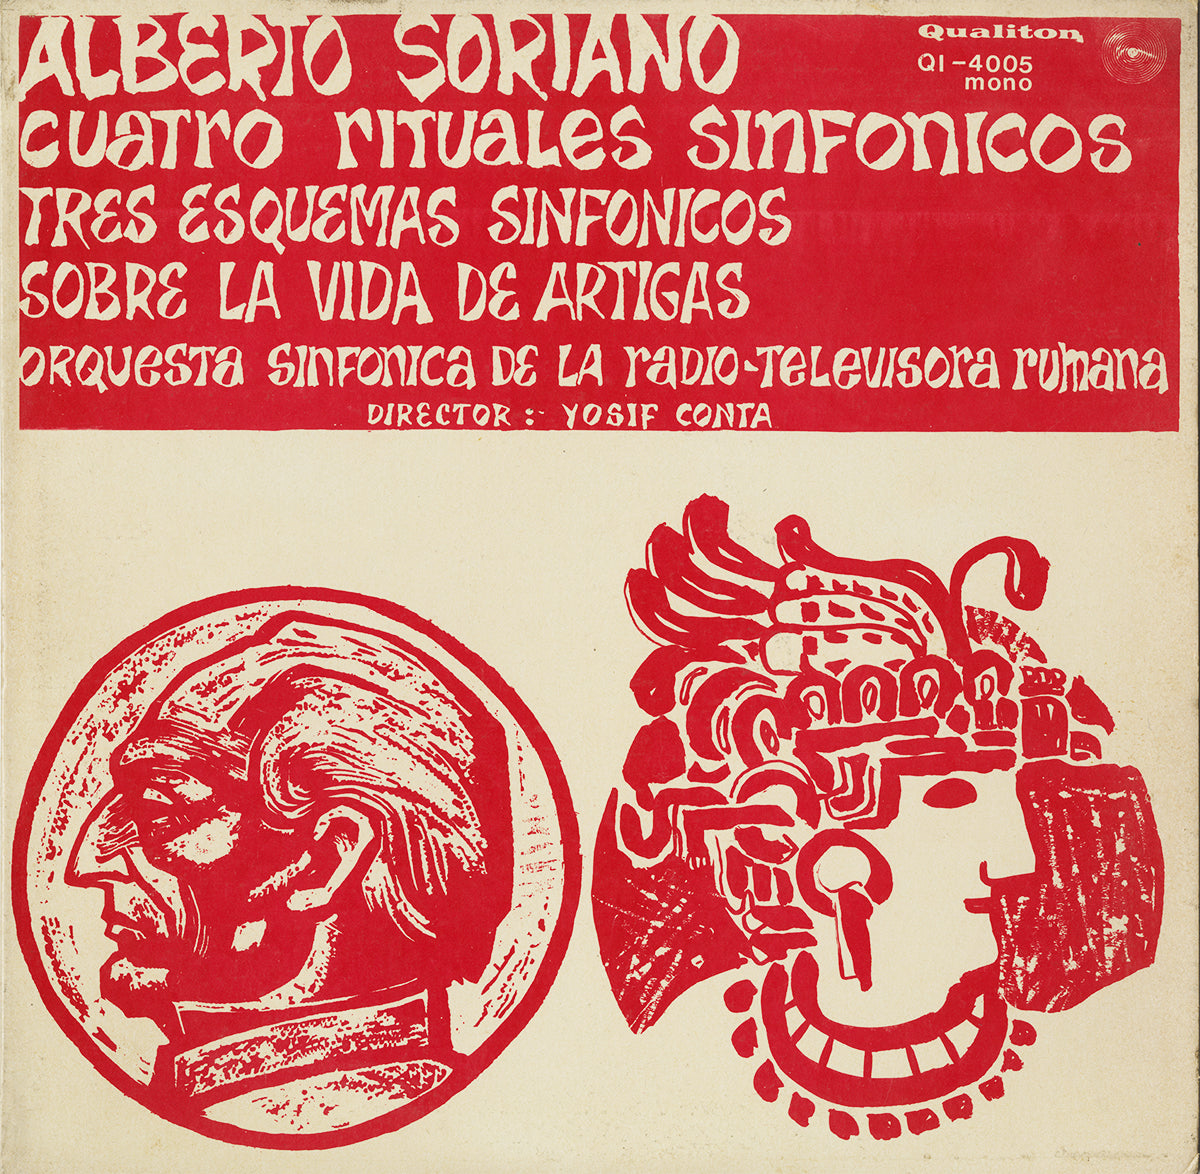 ALBERTO SORIANO
Qualiton
QI-4005
mono
CUATRO RITUALES SINFONICOS
TRES ESQUEMAS SINFONICOS
SOBRE LA VIDA DE ARTIGAS
ORQUESTA SINFONICA DE LA RADIO-TELEVISORA RUMANA
DIRECTOR:- YOSIF CONTA